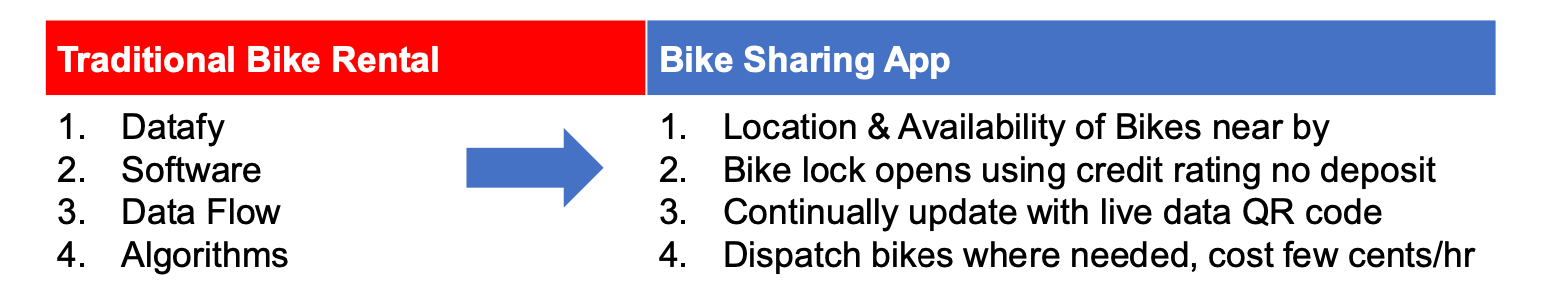 Traditional Bike Rental
Bike Sharing App
1. Datafy
2. Software
3. Data Flow
4. Algorithms
1. Location & Availability of Bikes near by
2. Bike lock opens using credit rating no deposit
3. Continually update with live data QR code
4. Dispatch bikes where needed, cost few cents/hr